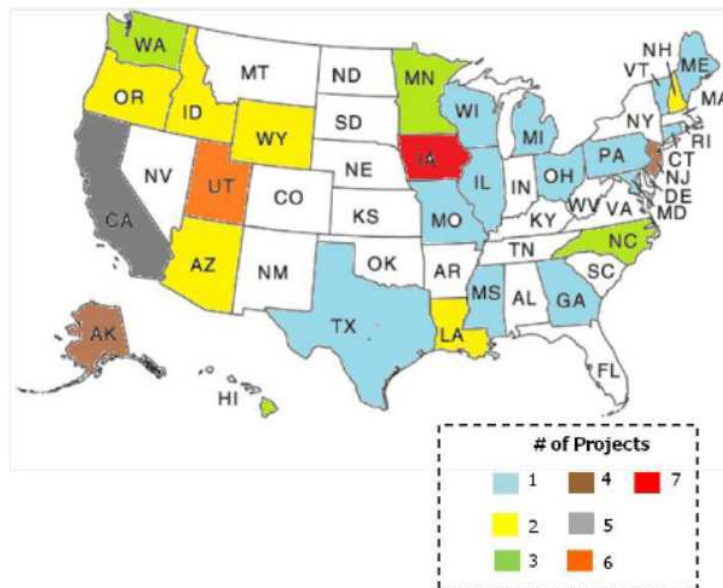 WA
MT
ND
MN
OR
ID
SD
WI
WY
NE
IA
MI
NY
VT
NH
ME
MA
RI
CT
NJ
DE
MD
PA
OH
IN
IL
NV
UT
CO
KS
MO
KY
WV
VA
CA
AZ
NM
OK
AR
TN
NC
SC
TX
LA
MS
AL
GA
FL
AK
HI
# of Projects
1 4 7
2 5
3 6